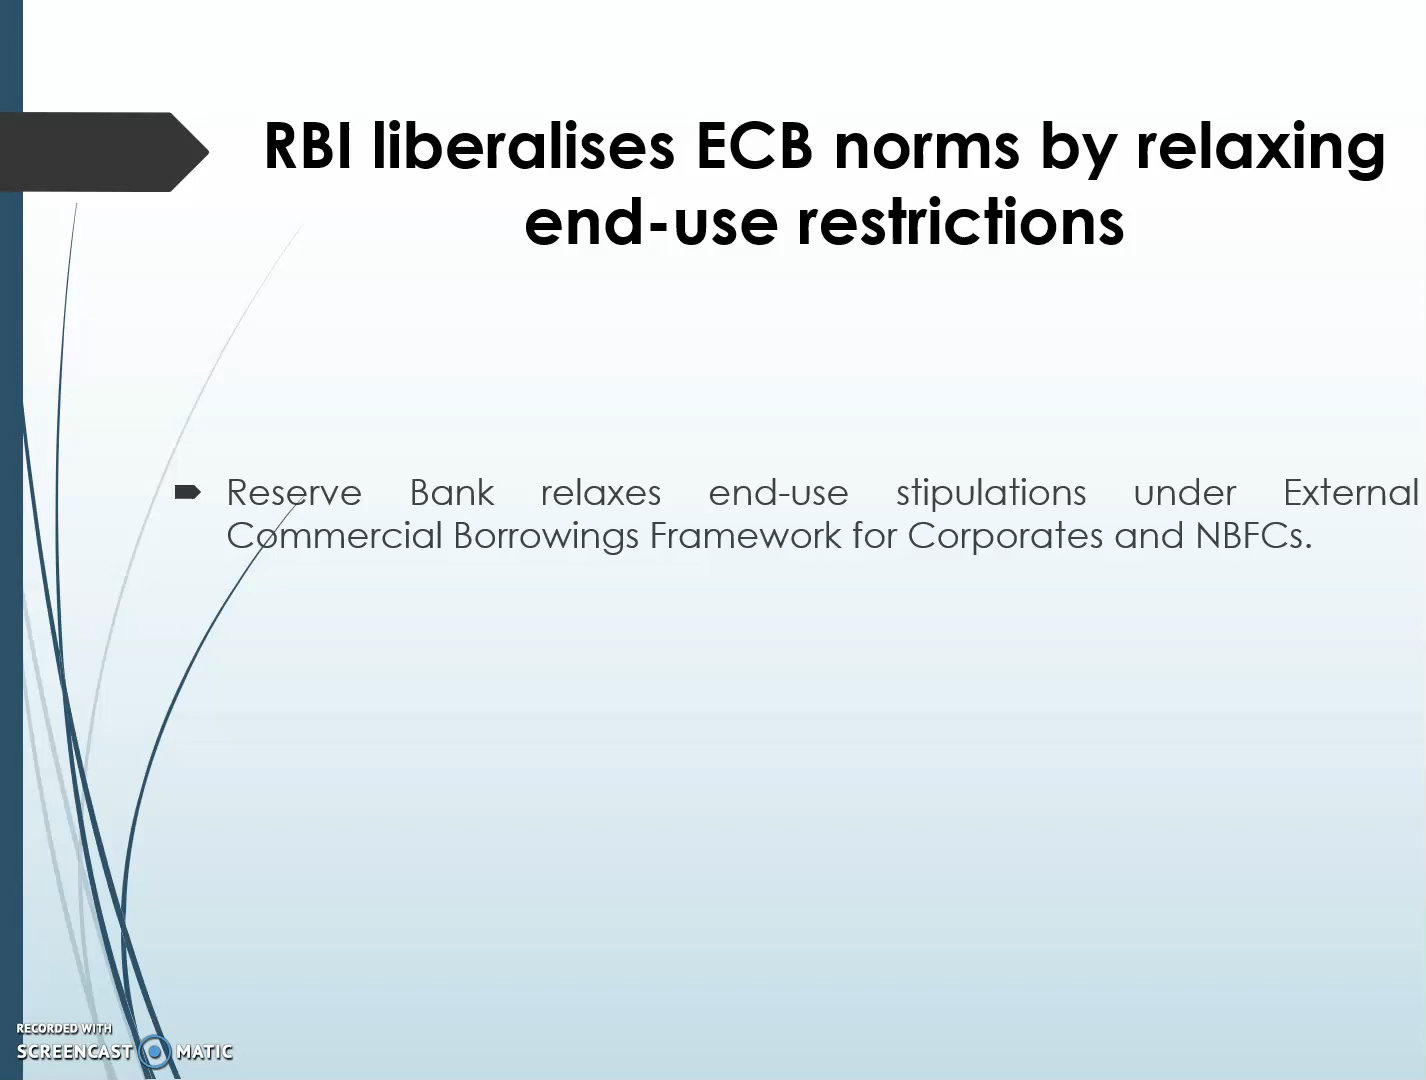 RBI liberalises ECB norms by relaxing
end-use restrictions
Reserve Bank relaxes end-use stipulations under External
Commercial Borrowings Framework for Corporates and NBFCs.
RECORDED WITH
SCREENCAST MATIC